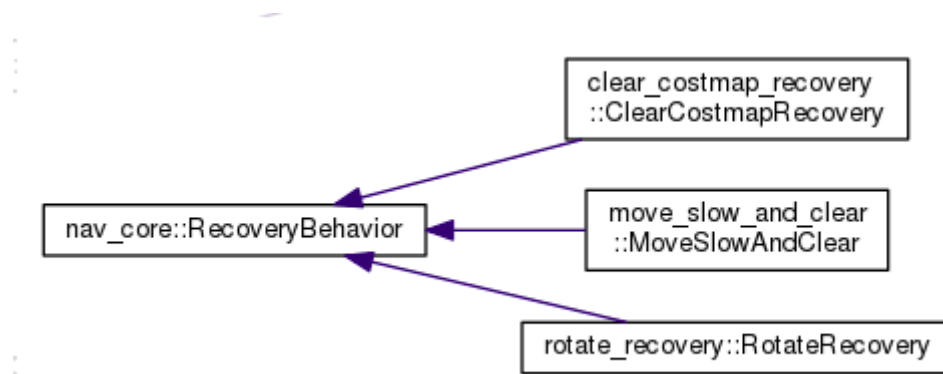 clear_costmap_recovery
::ClearCostmapRecovery
nav_core::RecoveryBehavior
move_slow_and_clear
::MoveSlowAndClear
rotate_recovery::RotateRecovery